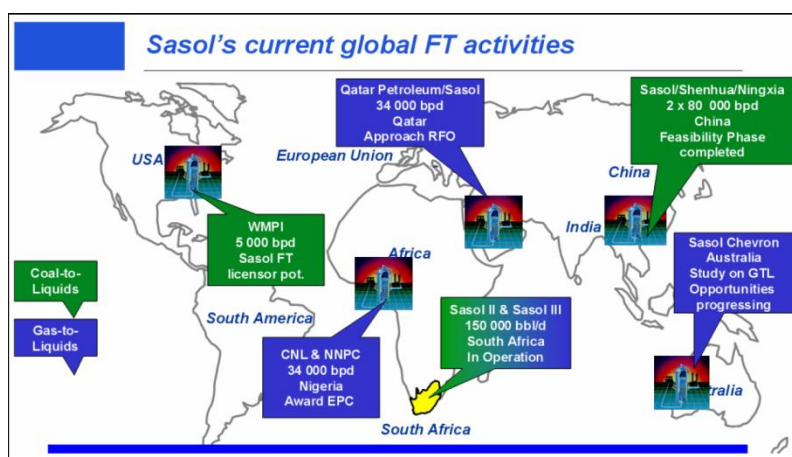 Sasol's current global FT activities
Qatar Petroleum/Sasol
34 000 bpd
Qatar
Approach RFO
Sasol/Shenhua/Ningxia
2 x 80 000 bpd
China
Feasibility Phase
completed
USA
European Union
China
WMPI
5 000 bpd
Sasol FT
licensor pot.
Africa
India
Sasol Chevron
Australia
Study on GTL
Opportunities
progressing
Coal-to-
Liquids
Gas-to-
Liquids
South America
Sasol II & Sasol III
150 000 bbl/d
South Africa
In Operation
CNL & NNPC
34 000 bpd
Nigeria
Award EPC
tralia
South Africa